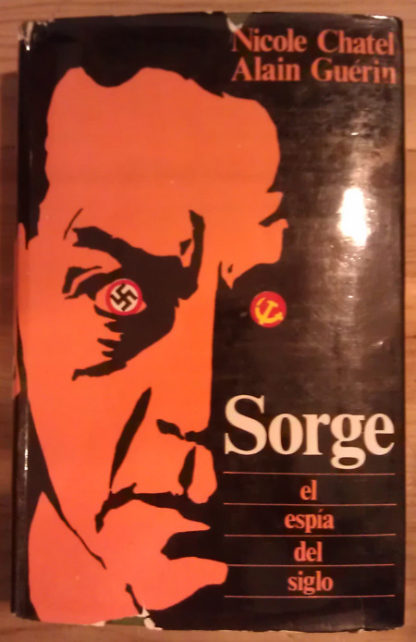 Nicole Chatel
Alain Guérin
Sorge
el
espía
del
siglo